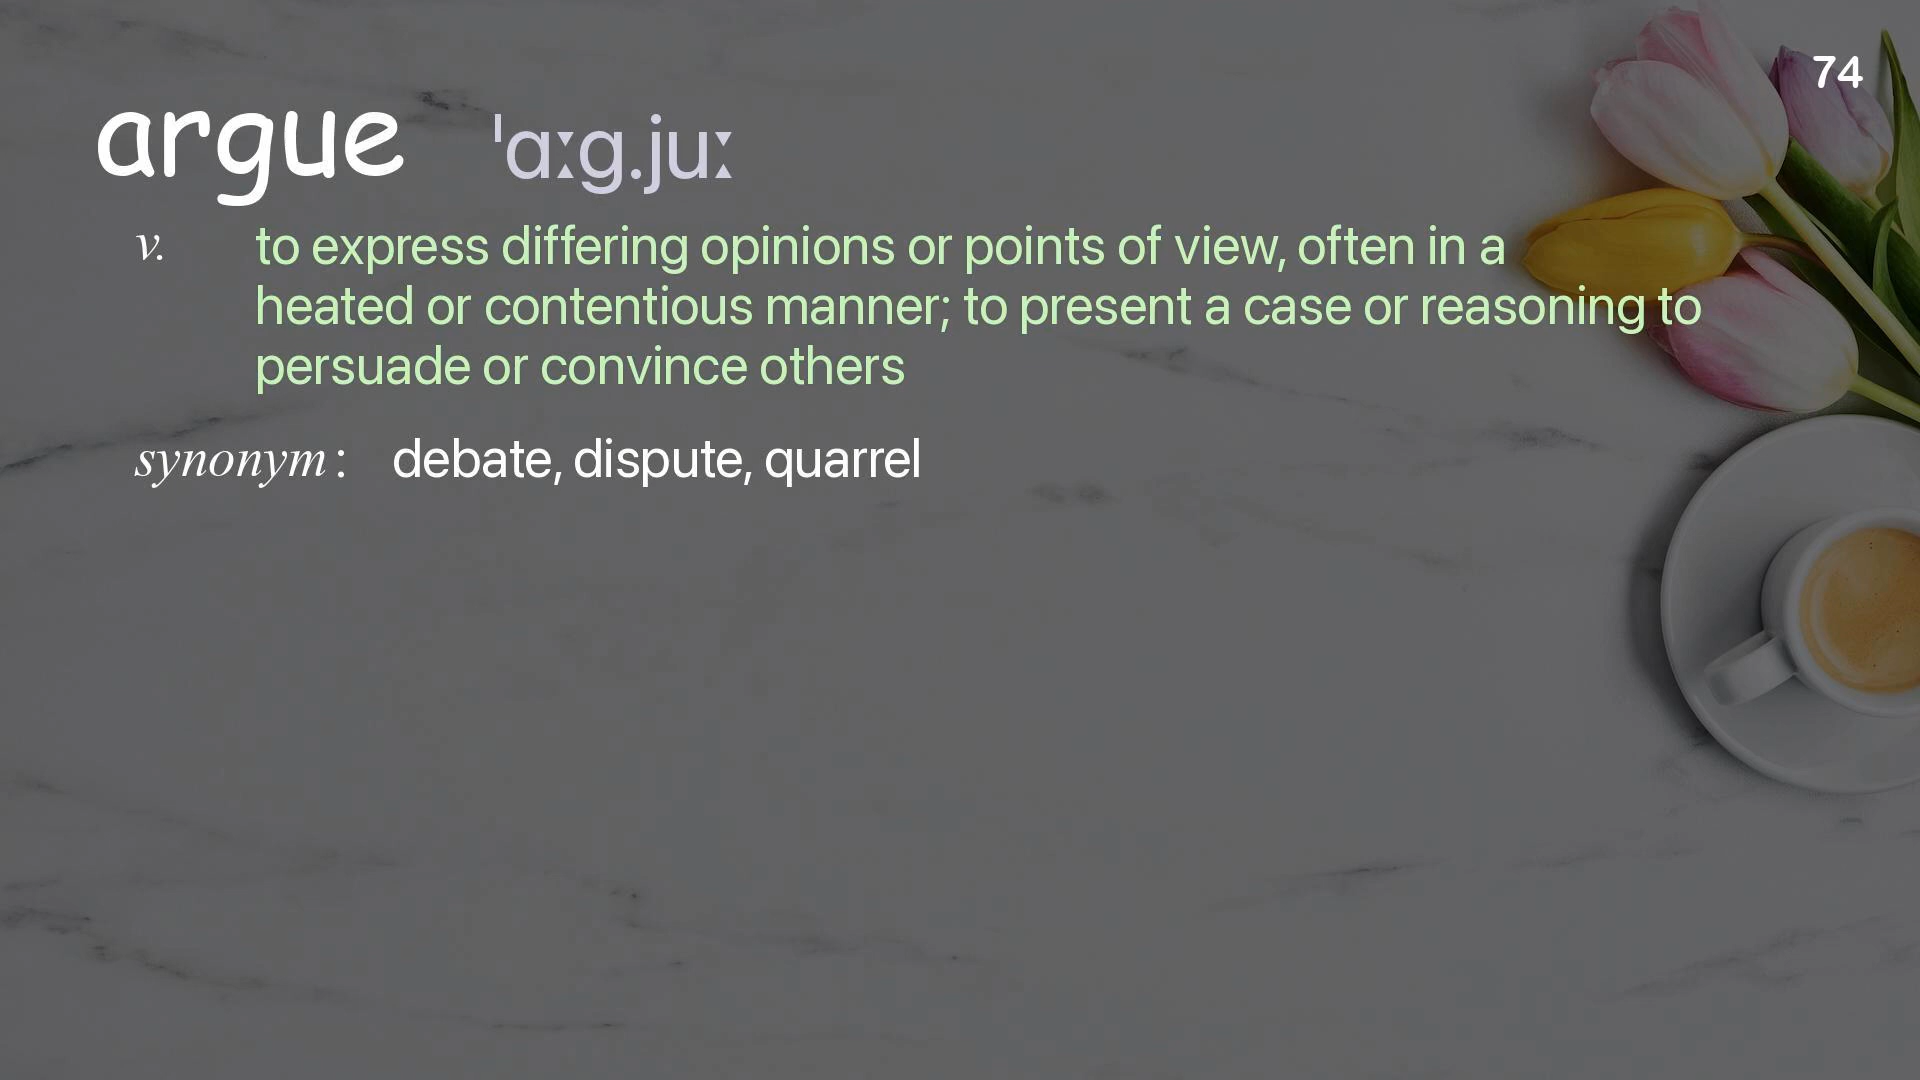 74
argue ˈɑːɡ.juː
v. to express differing opinions or points of view, often in a
heated or contentious manner; to present a case or reasoning to
persuade or convince others
synonym: debate, dispute, quarrel